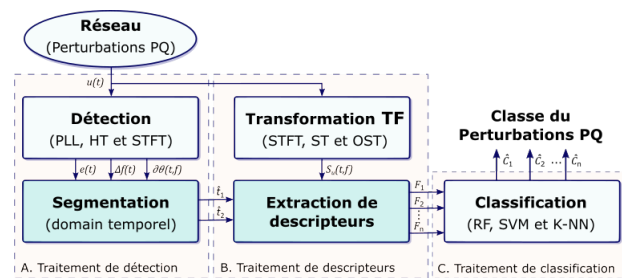 Réseau
(Perturbations PQ)
u(t)
Détection
(PLL, HT et STFT)
Transformation TF
(STFT, ST et OST)
Classe du
Perturbations PQ
e(t) Δf(t) ∂θ(t,f)
Sᵤ(t,f)
Ĉ₁ Ĉ₂ ... Ĉₙ
Segmentation
(domain temporel)
t̂₁
t̂₂
Extraction de
descripteurs
F₁
F₂
⋮
Fₙ
Classification
(RF, SVM et K-NN)
A. Traitement de détection
B. Traitement de descripteurs
C. Traitement de classification